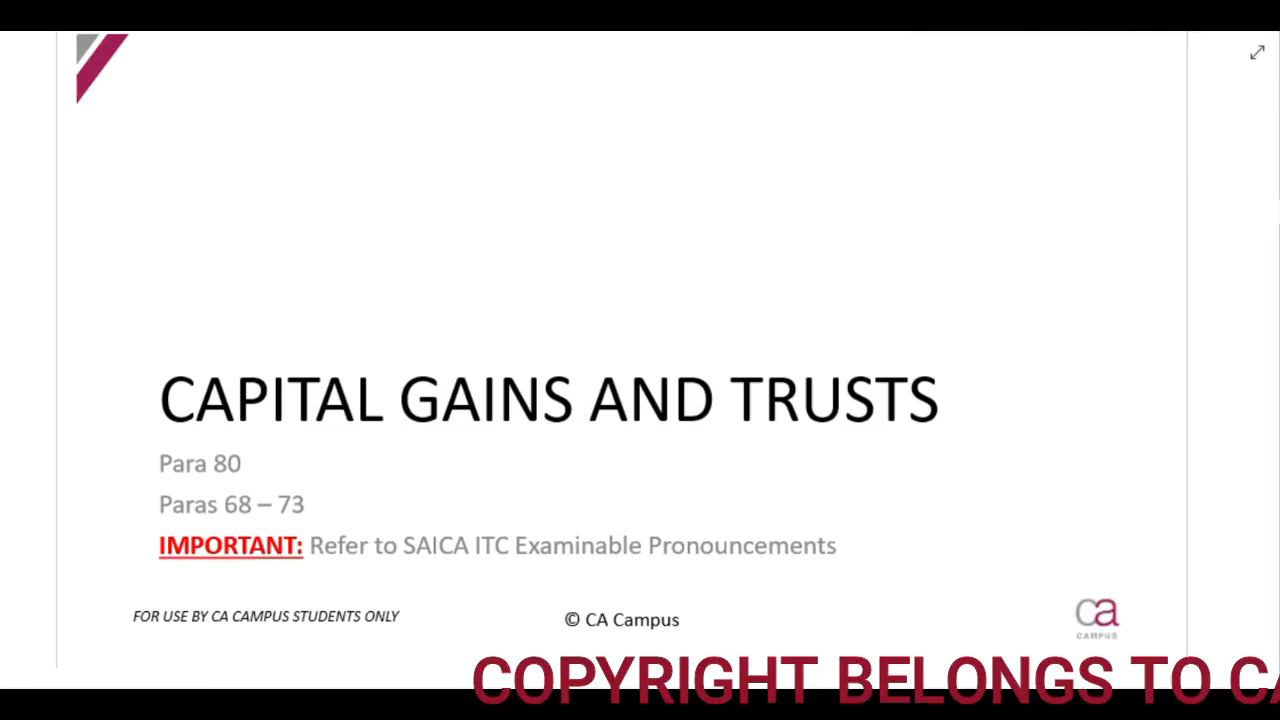 CAPITAL GAINS AND TRUSTS
Para 80
Paras 68 – 73
IMPORTANT: Refer to SAICA ITC Examinable Pronouncements
FOR USE BY CA CAMPUS STUDENTS ONLY
© CA Campus
ca
CAMPUS
COPYRIGHT BELONGS TO CA